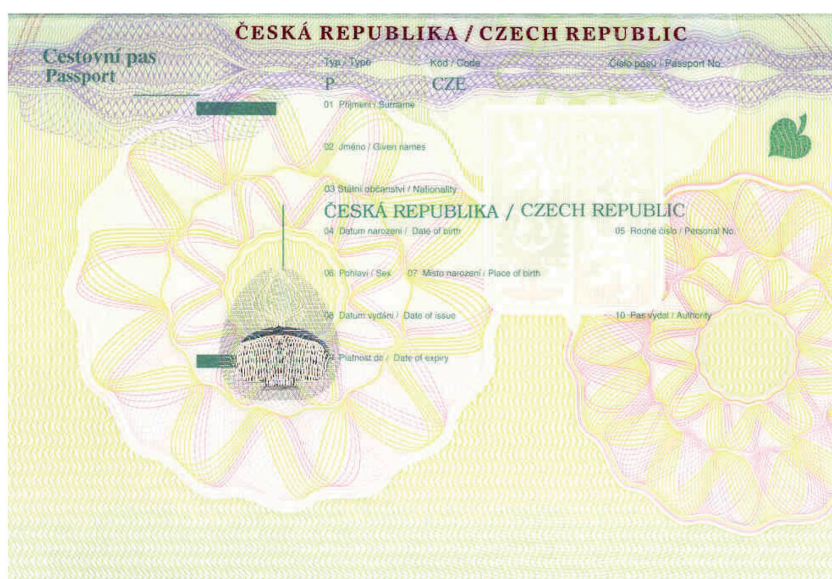 ČESKÁ REPUBLIKA / CZECH REPUBLIC
Cestovní pas
Passport
Typ / Type Kód / Code Číslo pasu / Passport No.
P CZE
01 Příjmení / Surname
02 Jméno / Given names
03 Státní občanství / Nationality
ČESKÁ REPUBLIKA / CZECH REPUBLIC
04 Datum narození / Date of birth 05 Rodné číslo / Personal No.
06 Pohlaví / Sex 07 Místo narození / Place of birth
08 Datum vydání / Date of issue 10 Pas vydal / Authority
Platnost do / Date of expiry